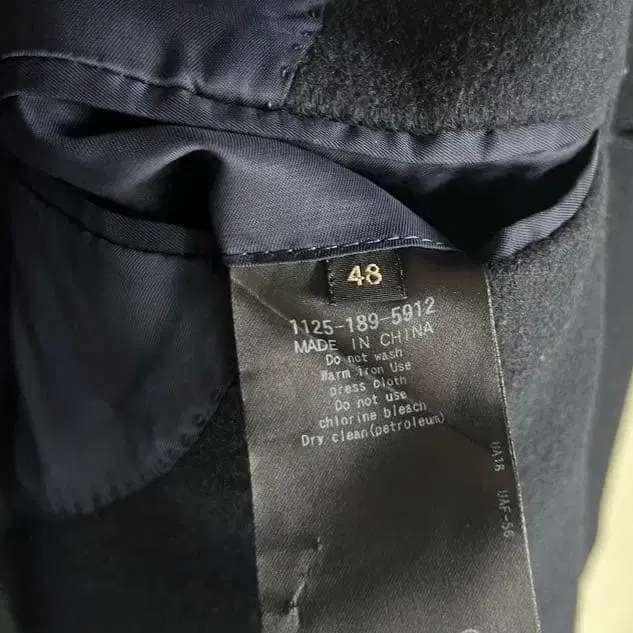 48
1125-189-5912
MADE IN CHINA
Do not wash
Warm iron Use
press cloth
Do not use
chlorine bleach
Dry clean(petroleum)
UA18 UAF-56